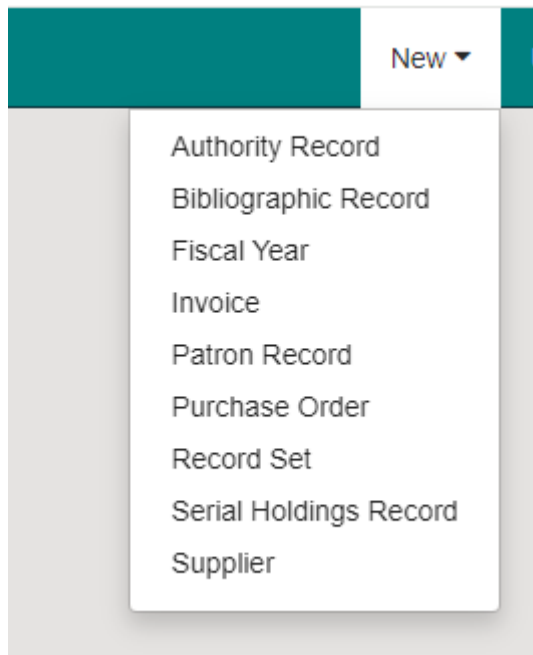 New
Authority Record
Bibliographic Record
Fiscal Year
Invoice
Patron Record
Purchase Order
Record Set
Serial Holdings Record
Supplier